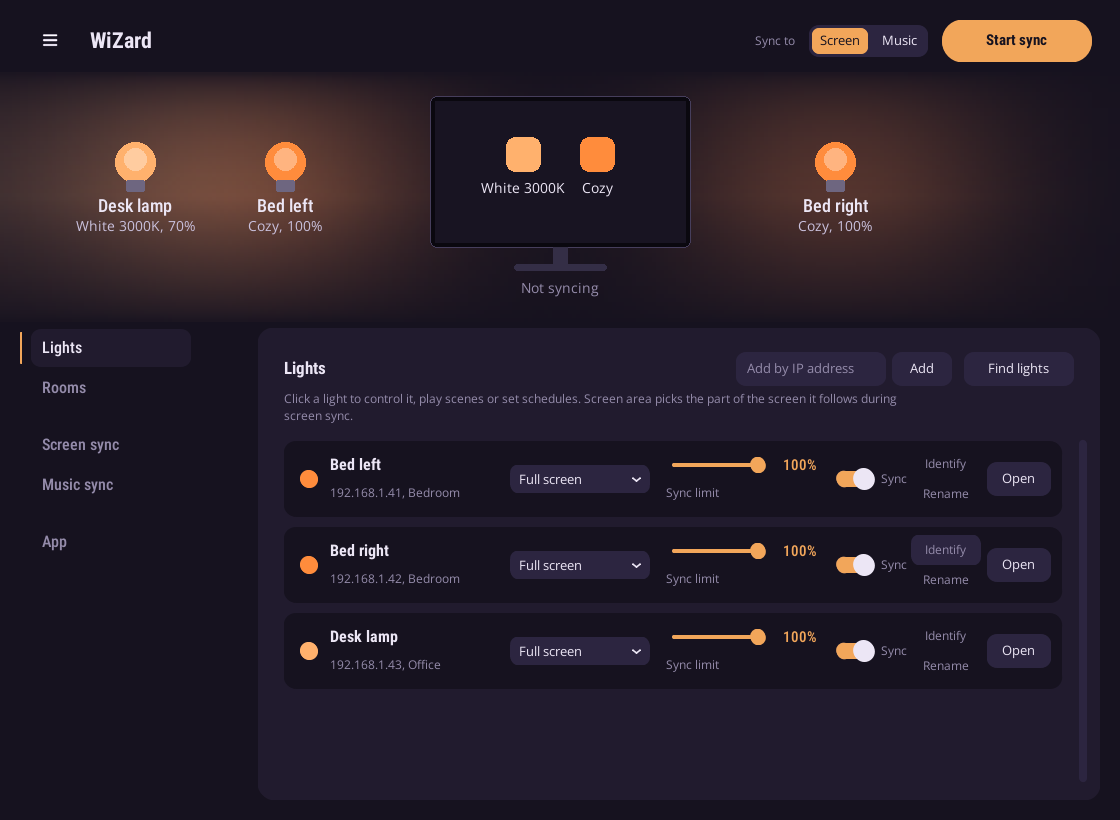 WiZard
Sync to
Screen
Music
Start sync
Desk lamp
White 3000K, 70%
Bed left
Cozy, 100%
White 3000K
Cozy
Not syncing
Bed right
Cozy, 100%
Lights
Rooms
Screen sync
Music sync
App
Lights
Add by IP address
Add
Find lights
Click a light to control it, play scenes or set schedules. Screen area picks the part of the screen it follows during
screen sync.
Bed left
192.168.1.41, Bedroom
Full screen
100%
Sync limit
Sync
Identify
Rename
Open
Bed right
192.168.1.42, Bedroom
Full screen
100%
Sync limit
Sync
Identify
Rename
Open
Desk lamp
192.168.1.43, Office
Full screen
100%
Sync limit
Sync
Identify
Rename
Open